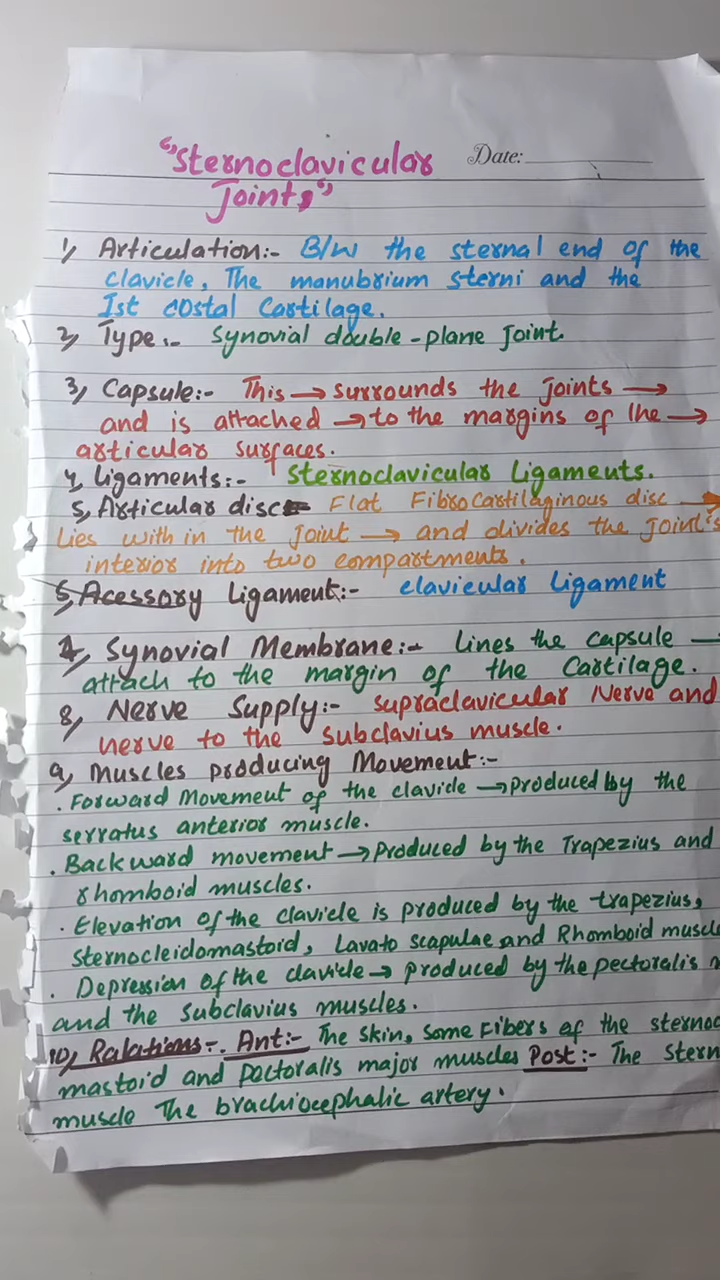 "Sternoclavicular
Date:
Joint,"
1) Articulation:- B/w the sternal end of the
clavicle, The manubrium sterni and the
Ist costal Cartilage.
2) Type:- Synovial double-plane Joint
3) Capsule:- This → surrounds the joints →
and is attached → to the margins of the →
articular surfaces.
4) Ligaments:- Sternoclavicular Ligaments.
5) Articular disc Flat Fibrocartilaginous disc →
Lies with in the Joint → and divides the Joint's
interior into two compartments.
5, Acessory Ligament:- clavicular Ligament
7, Synovial Membrane:- Lines the capsule
attach to the margin of the Cartilage.
8, Nerve Supply:- supraclavicular Nerve and
nerve to the Subclavius muscle.
9, Muscles producing Movement:-
. Forward Movement of the clavicle → produced by the
serratus anterior muscle.
. Backward movement → Produced by the Trapezius and
rhomboid muscles.
. Elevation of the clavicle is produced by the trapezius,
Sternocleidomastoid, Lavato scapulae and Rhomboid muscl
. Depression of the clavicle → produced by the pectoralis
and the subclavius muscles.
10) Ralations:- Ant:- The Skin, Some Fibers of the sternoc
mastoid and Pectoralis major muscles Post:- The Stern
muscle The brachiocephalic artery.